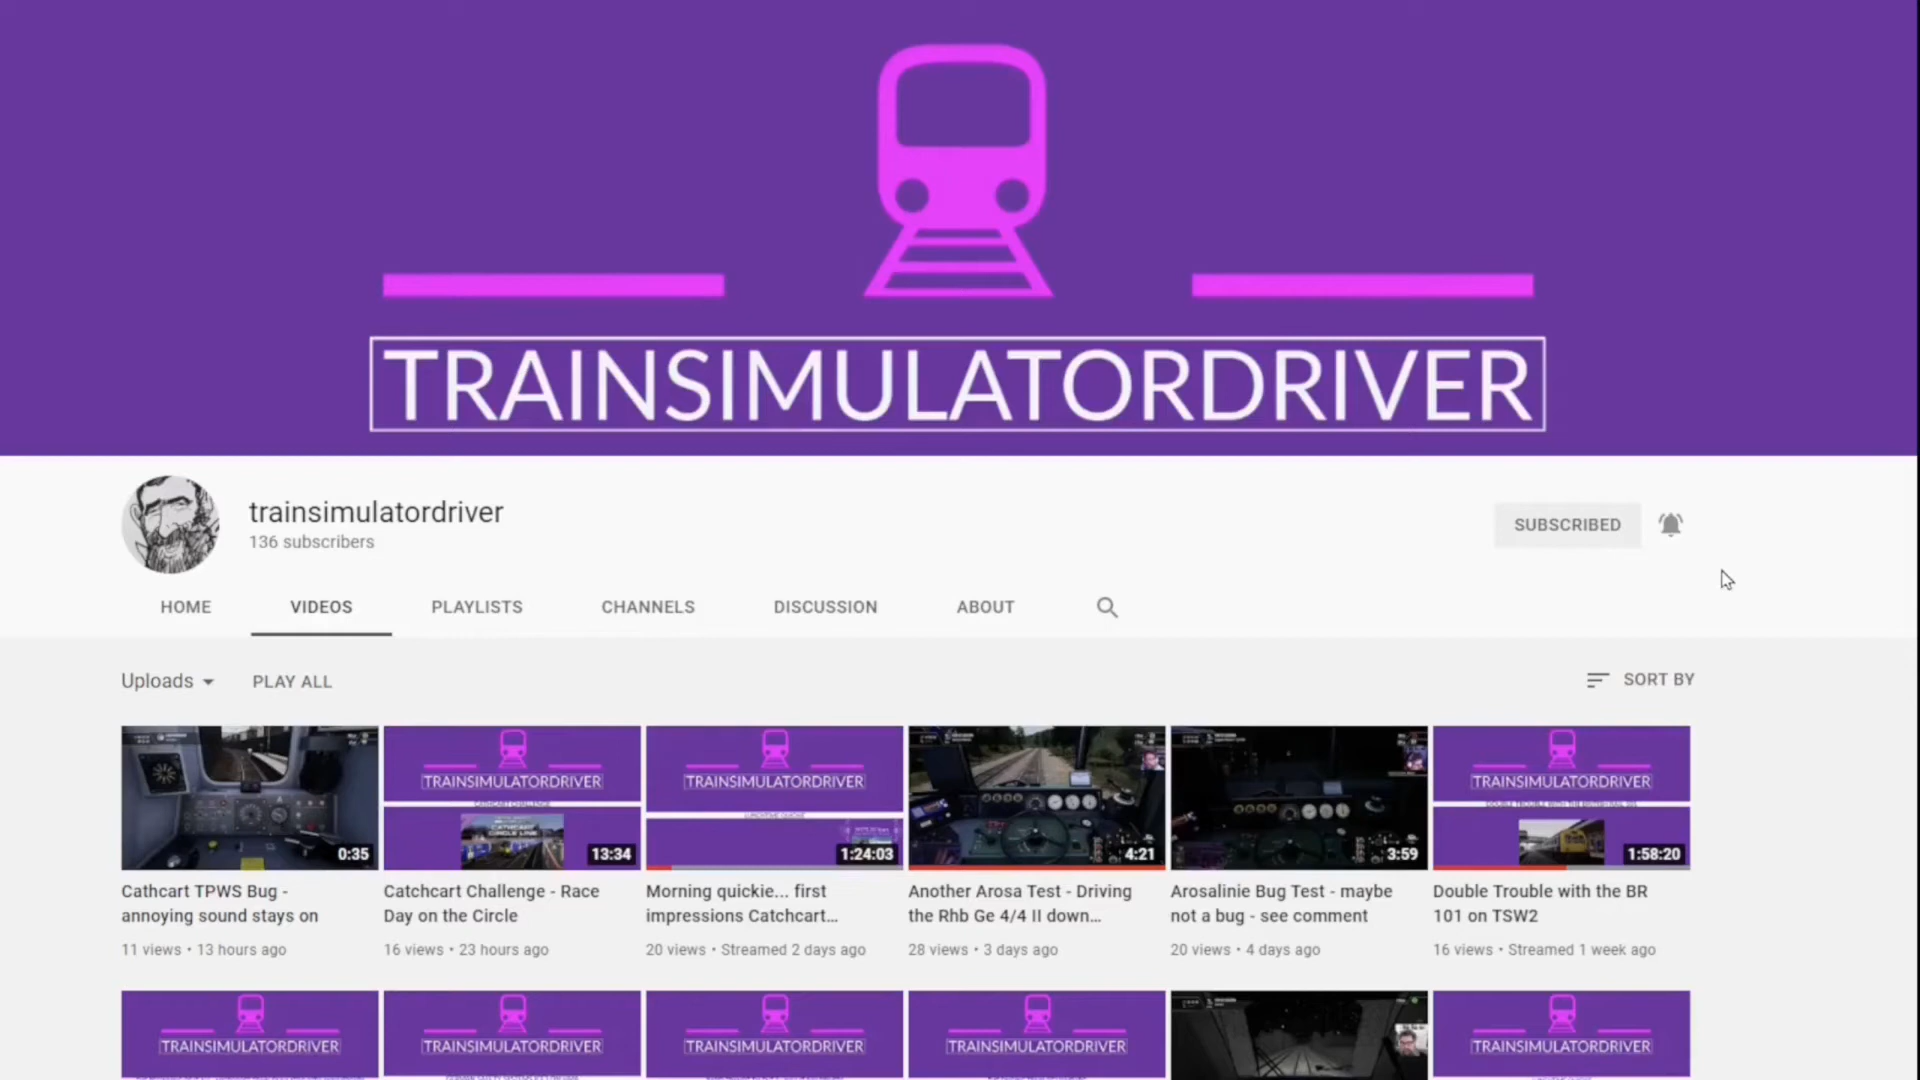 TRAINSIMULATORDRIVER
trainsimulatordriver
136 subscribers
SUBSCRIBED
HOME
VIDEOS
PLAYLISTS
CHANNELS
DISCUSSION
ABOUT
Uploads
PLAY ALL
SORT BY
0:35
TRAINSIMULATORDRIVER
CATHCART CHALLENGE
CATHCART
CIRCLE LINE
13:34
TRAINSIMULATORDRIVER
1:24:03
4:21
3:59
TRAINSIMULATORDRIVER
1:58:20
Cathcart TPWS Bug -
annoying sound stays on
11 views • 13 hours ago
Catchcart Challenge - Race
Day on the Circle
16 views • 23 hours ago
Morning quickie... first
impressions Catchcart...
20 views • Streamed 2 days ago
Another Arosa Test - Driving
the Rhb Ge 4/4 II down...
28 views • 3 days ago
Arosalinie Bug Test - maybe
not a bug - see comment
20 views • 4 days ago
Double Trouble with the BR
101 on TSW2
16 views • Streamed 1 week ago
TRAINSIMULATORDRIVER
TRAINSIMULATORDRIVER
TRAINSIMULATORDRIVER
TRAINSIMULATORDRIVER
TRAINSIMULATORDRIVER